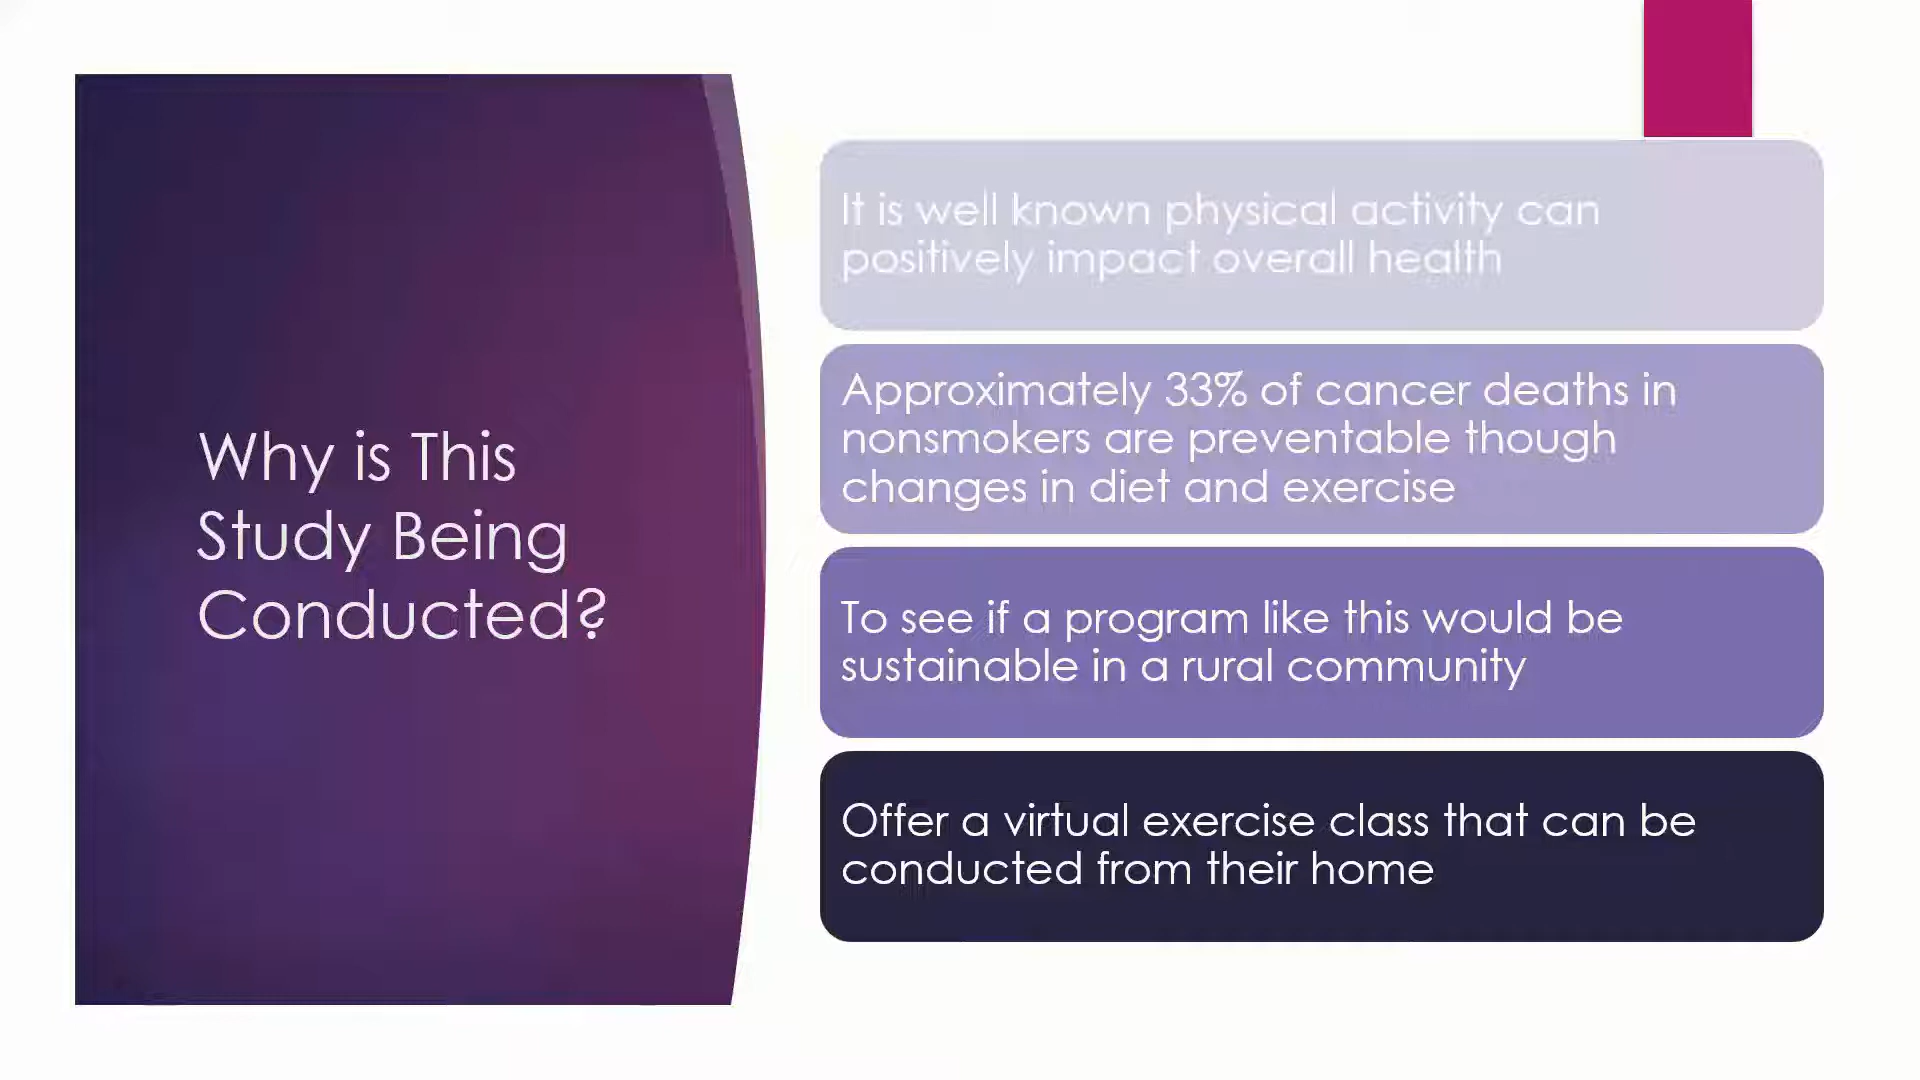 Why is This
Study Being
Conducted?
It is well known physical activity can
positively impact overall health
Approximately 33% of cancer deaths in
nonsmokers are preventable though
changes in diet and exercise
To see if a program like this would be
sustainable in a rural community
Offer a virtual exercise class that can be
conducted from their home